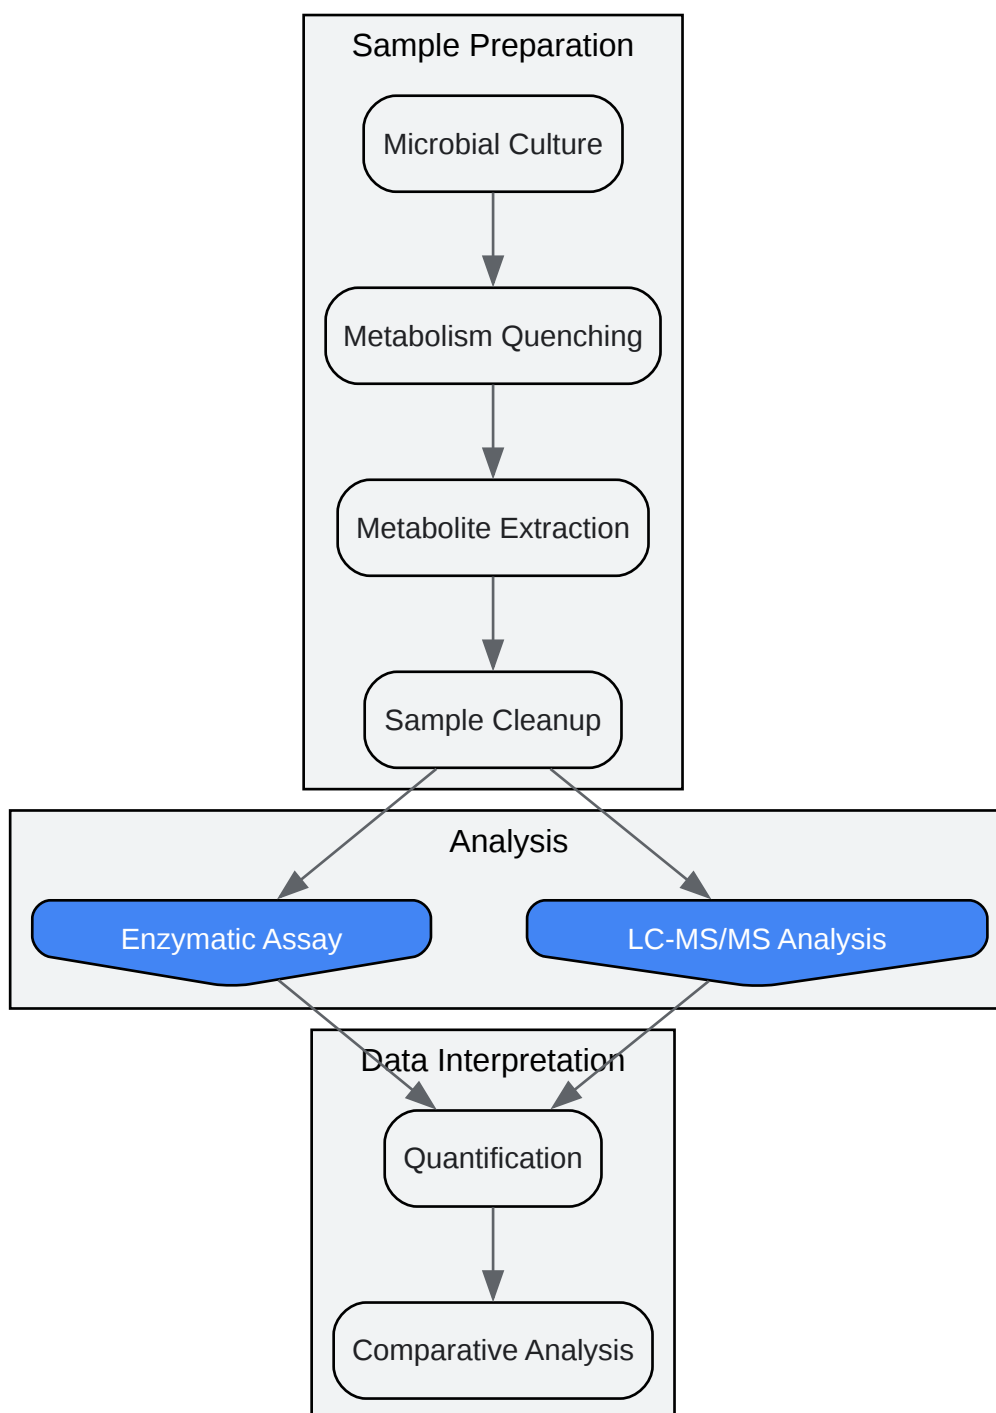 Sample Preparation
Microbial Culture
Metabolism Quenching
Metabolite Extraction
Sample Cleanup
Analysis
Enzymatic Assay
LC-MS/MS Analysis
Data Interpretation
Quantification
Comparative Analysis